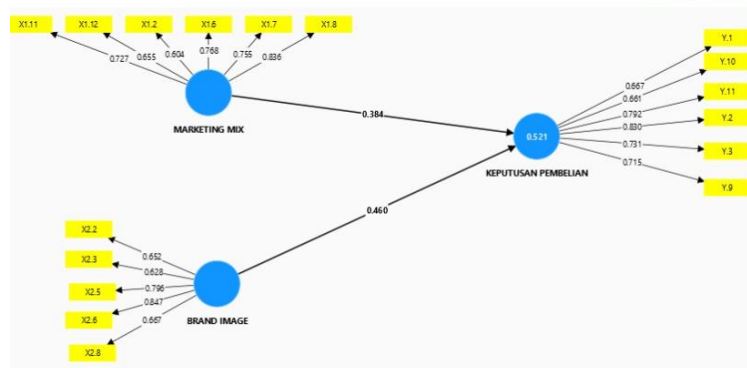 X1.11 X1.12 X1.2 X1.6 X1.7 X1.8
0.727 0.655 0.604 0.768 0.755 0.836
MARKETING MIX
0.384
Y.1
Y.10
Y.11
Y.2
Y.3
Y.9
0.667
0.661
0.792
0.830
0.731
0.715
0.521
KEPUTUSAN PEMBELIAN
0.460
X2.2
X2.3
X2.5
X2.6
X2.8
0.652
0.628
0.796
0.847
0.667
BRAND IMAGE